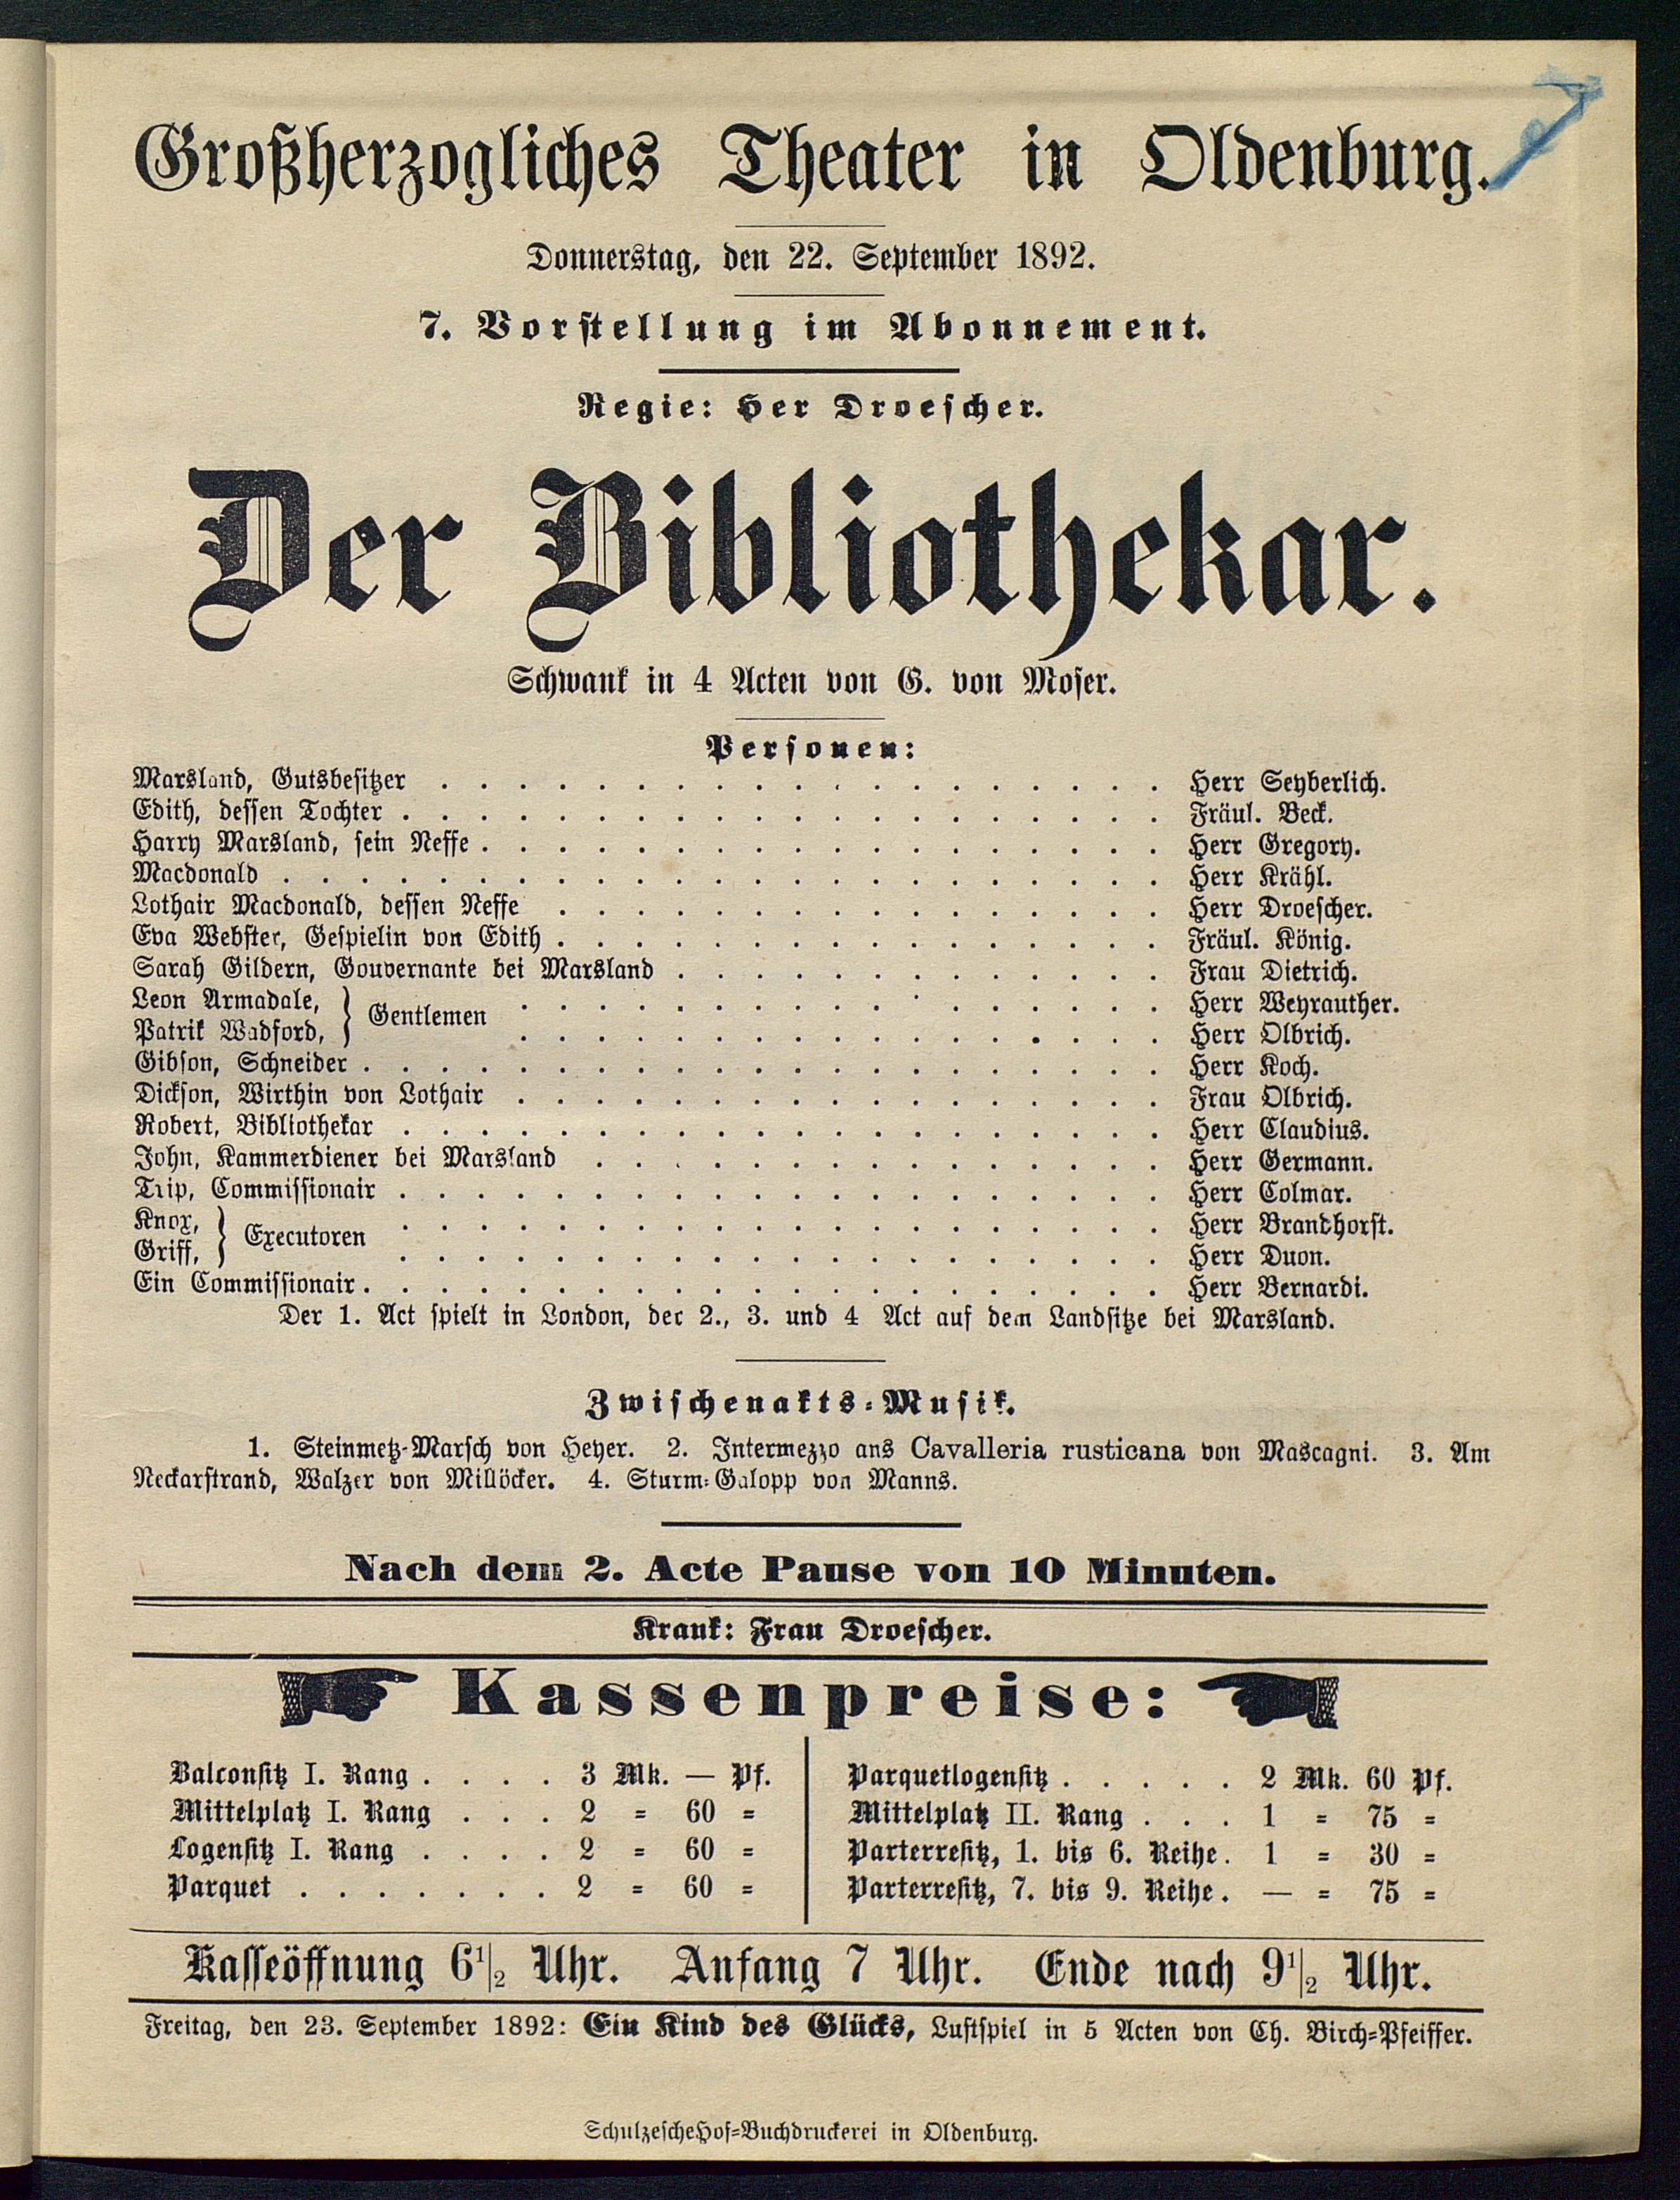 Großherzogliches Theater in Oldenburg.
Donnerstag, den 22. September 1892.
7. Vorstellung im Abonnement.
Regie: Her Droescher.
Der Bibliothekar.
Schwank in 4 Acten von G. von Moser.
Personen:
Marsland, Gutsbesitzer . . . . . . . . . . . . . . . . . . . Herr Seyberlich.
Edith, dessen Tochter . . . . . . . . . . . . . . . . . . . . Fräul. Beck.
Harry Marsland, sein Neffe . . . . . . . . . . . . . . . . . . Herr Gregory.
Macdonald . . . . . . . . . . . . . . . . . . . . . . . Herr Krähl.
Lothair Macdonald, dessen Neffe . . . . . . . . . . . . . . . . Herr Droescher.
Eva Webster, Gespielin von Edith . . . . . . . . . . . . . . . . Fräul. König.
Sarah Gildern, Gouvernante bei Marsland . . . . . . . . . . . . . Frau Dietrich.
Leon Armadale, } Gentlemen . . . . . . . . . . . . . . . . . Herr Weyrauther.
Patrik Wadford, } . . . . . . . . . . . . . . . . . Herr Olbrich.
Gibson, Schneider . . . . . . . . . . . . . . . . . . . . . Herr Koch.
Dickson, Wirthin von Lothair . . . . . . . . . . . . . . . . . Frau Olbrich.
Robert, Bibliothekar . . . . . . . . . . . . . . . . . . . . Herr Claudius.
John, Kammerdiener bei Marsland . . . . . . . . . . . . . . . Herr Germann.
Trip, Commissionair . . . . . . . . . . . . . . . . . . . . Herr Colmar.
Knox, } Executoren . . . . . . . . . . . . . . . . . . . . Herr Brandhorst.
Griff, } . . . . . . . . . . . . . . . . . . . . Herr Duon.
Ein Commissionair . . . . . . . . . . . . . . . . . . . . . Herr Bernardi.
Der 1. Act spielt in London, der 2., 3. und 4 Act auf dem Landsitze bei Marsland.
Zwischenakts-Musik.
1. Steinmetz-Marsch von Heyer. 2. Intermezzo ans Cavalleria rusticana von Mascagni. 3. Am
Neckarstrand, Walzer von Millöcker. 4. Sturm-Galopp von Manns.
Nach dem 2. Acte Pause von 10 Minuten.
Krank: Frau Droescher.
Kassenpreise:
Balconsitz I. Rang . . . . 3 Mk. — Pf.
Mittelplatz I. Rang . . . 2 = 60 =
Logensitz I. Rang . . . . 2 = 60 =
Parquet . . . . . . . 2 = 60 =
Parquetlogensitz . . . . . 2 Mk. 60 Pf.
Mittelplatz II. Rang . . . 1 = 75 =
Parterresitz, 1. bis 6. Reihe . 1 = 30 =
Parterresitz, 7. bis 9. Reihe . — = 75 =
Kasseöffnung 6 1/2 Uhr. Anfang 7 Uhr. Ende nach 9 1/2 Uhr.
Freitag, den 23. September 1892: Ein Kind des Glücks, Lustspiel in 5 Acten von Ch. Birch-Pfeiffer.
SchulzescheHof-Buchdruckerei in Oldenburg.